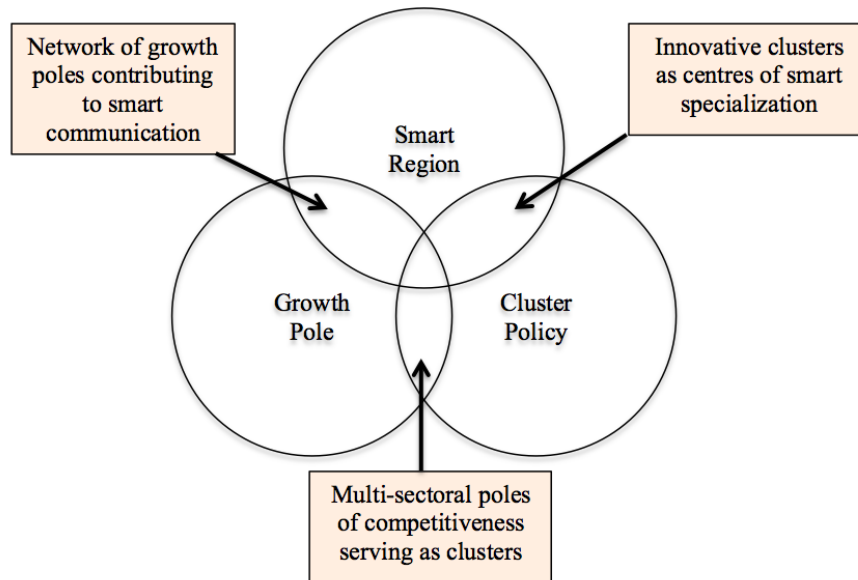 Network of growth
poles contributing
to smart
communication
Innovative clusters
as centres of smart
specialization
Smart
Region
Growth
Pole
Cluster
Policy
Multi-sectoral poles
of competitiveness
serving as clusters